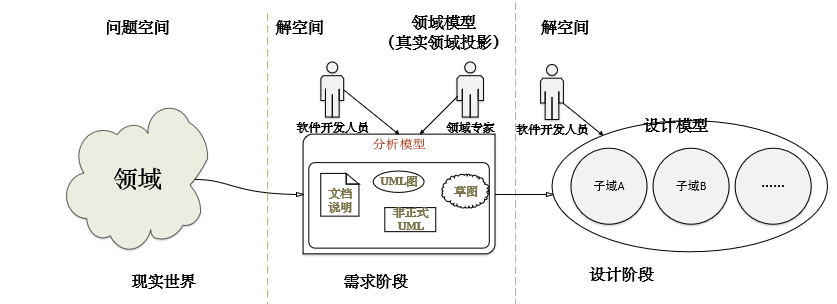 问题空间
解空间
领域模型
（真实领域投影）
解空间
软件开发人员
领域专家
软件开发人员
分析模型
设计模型
领域
文档
说明
UML图
草图
非正式
UML
子域A
子域B
……
现实世界
需求阶段
设计阶段